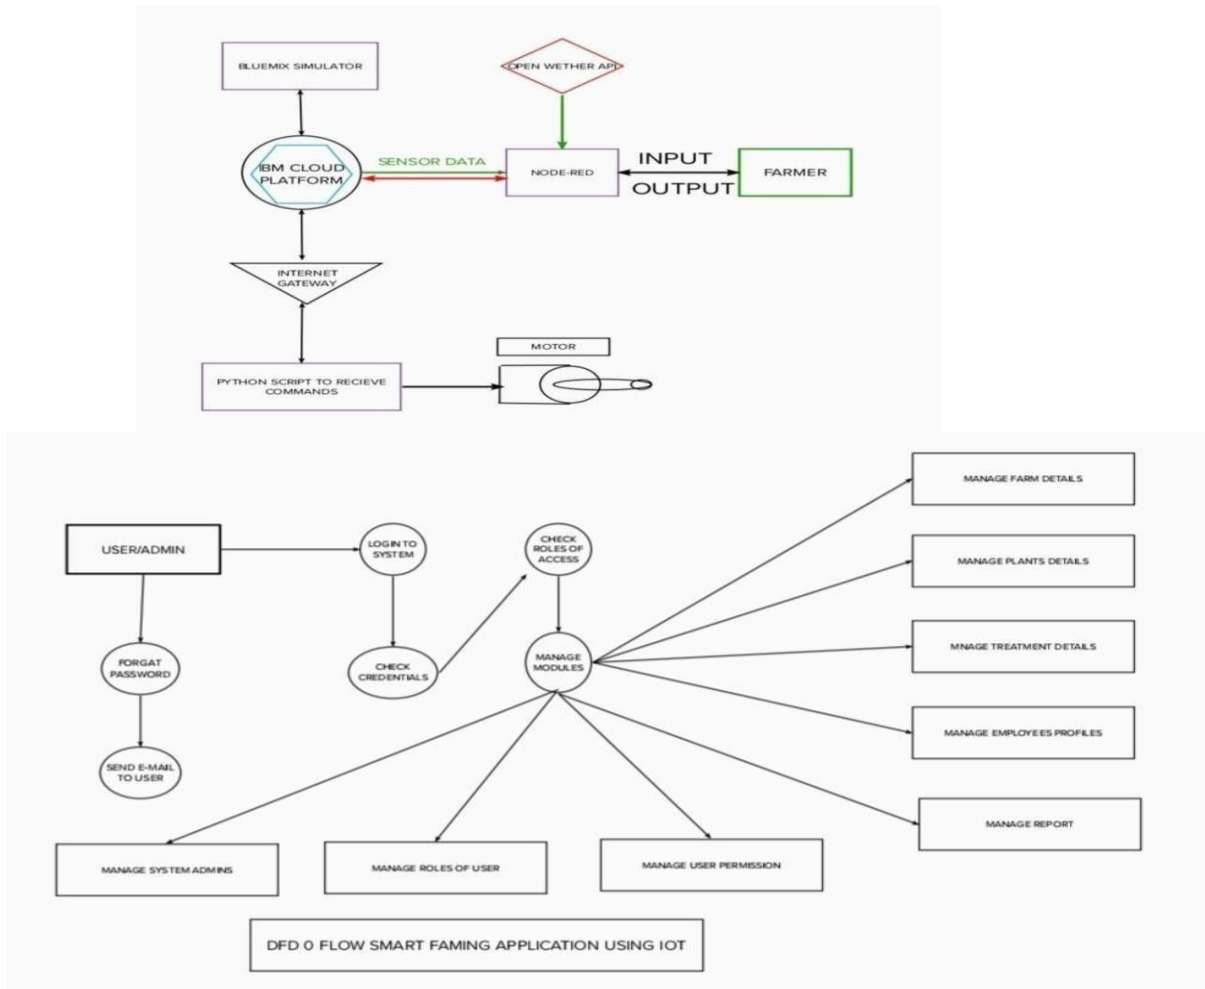 BLUEMIX SIMULATOR
OPEN WETHER API
IBM CLOUD
PLATFORM
SENSOR DATA
NODE-RED
INPUT
OUTPUT
FARMER
INTERNET
GATEWAY
MOTOR
PYTHON SCRIPT TO RECIEVE
COMMANDS
MANAGE FARM DETAILS
USER/ADMIN
LOGIN TO
SYSTEM
CHECK
ROLES OF
ACCESS
MANAGE PLANTS DETAILS
FORGAT
PASSWORD
CHECK
CREDENTIALS
MANAGE
MODULES
MNAGE TREATMENT DETAILS
MANAGE EMPLOYEES PROFILES
SEND E-MAIL
TO USER
MANAGE REPORT
MANAGE SYSTEM ADMINS
MANAGE ROLES OF USER
MANAGE USER PERMISSION
DFD 0 FLOW SMART FAMING APPLICATION USING IOT